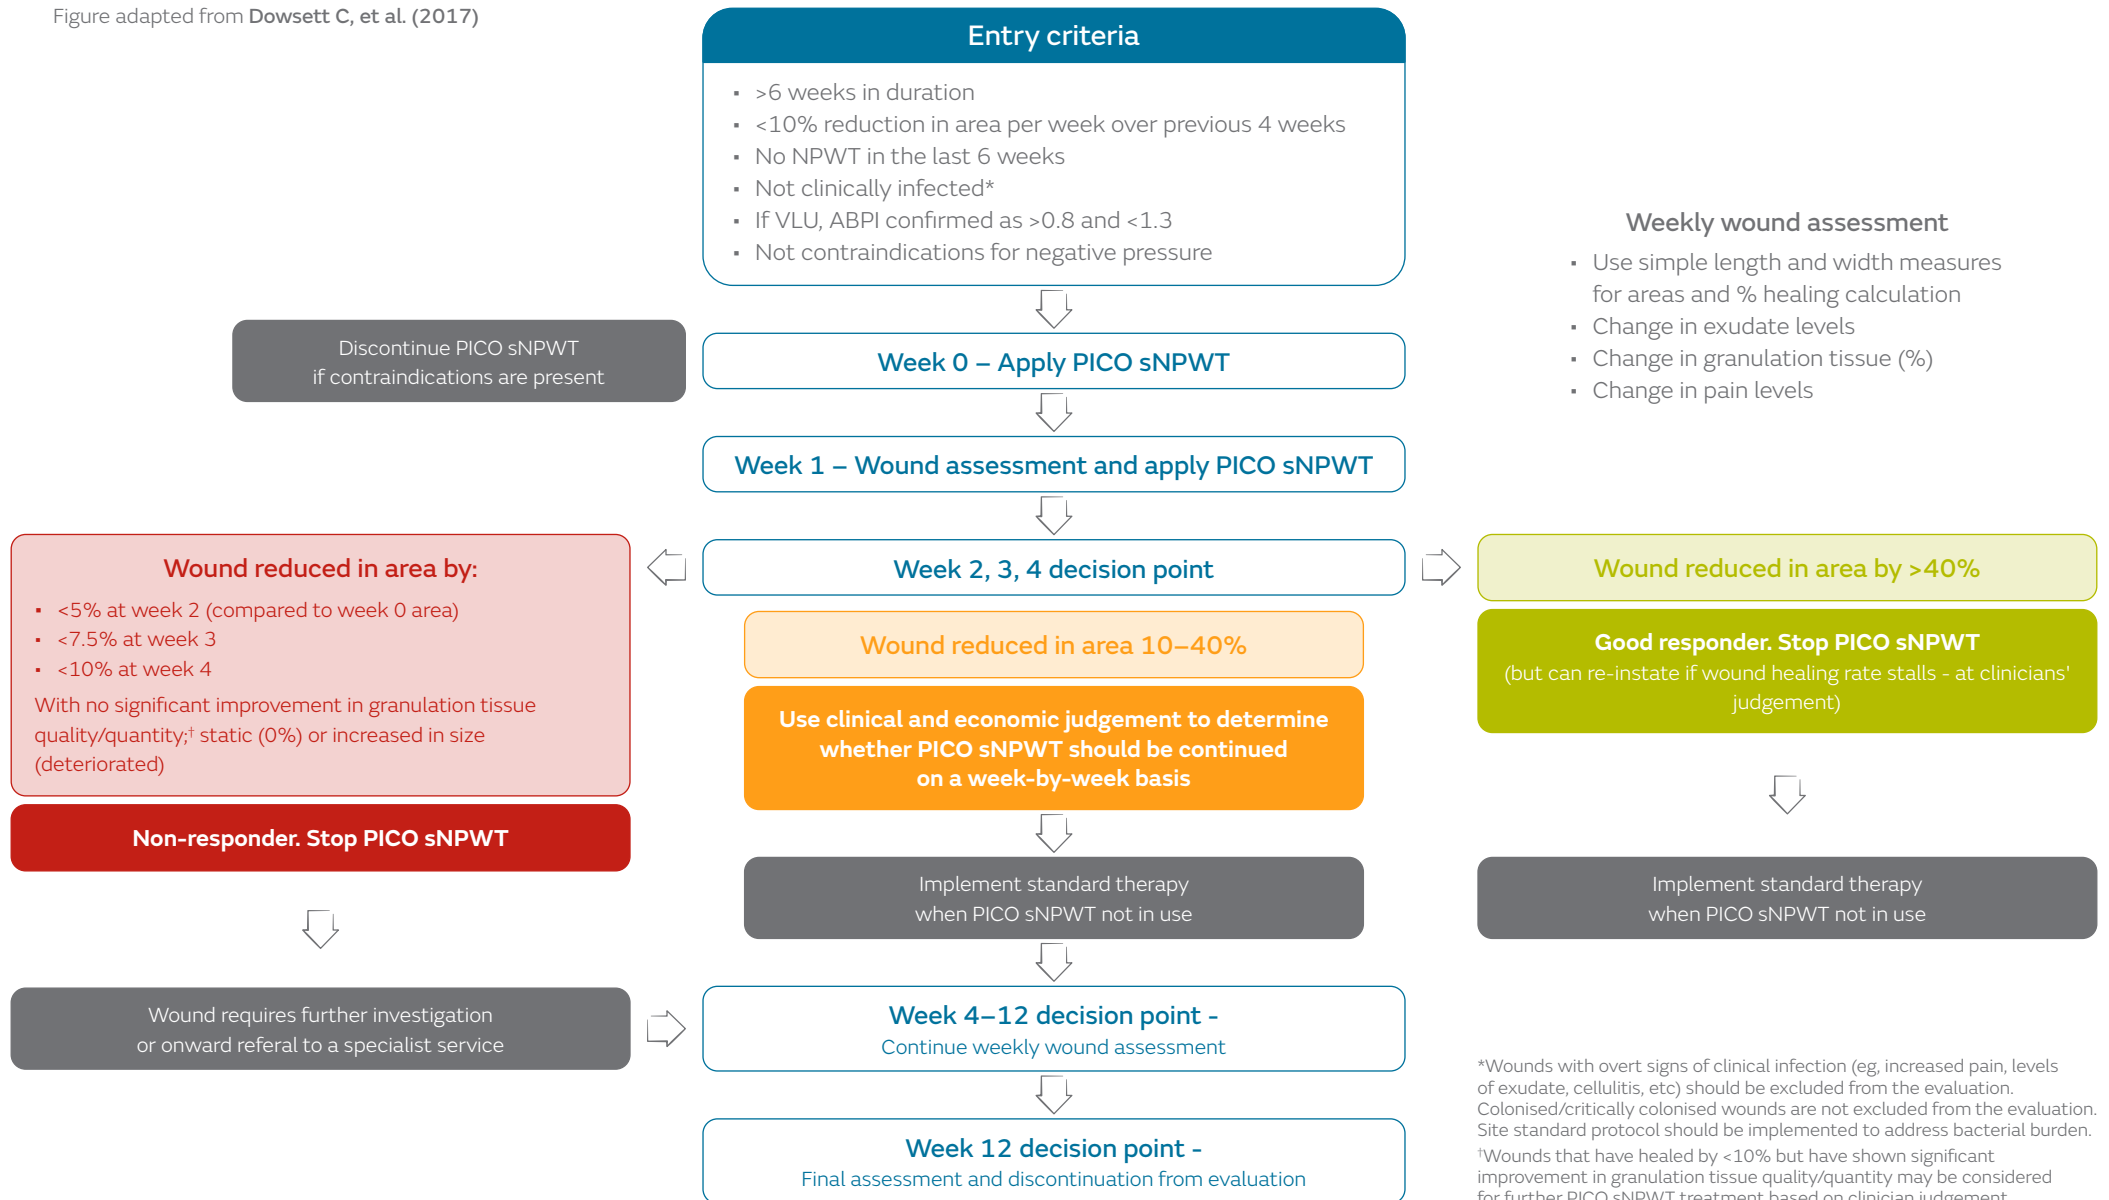 Figure adapted from Dowsett C, et al. (2017)
Entry criteria
▪ >6 weeks in duration
▪ <10% reduction in area per week over previous 4 weeks
▪ No NPWT in the last 6 weeks
▪ Not clinically infected*
▪ If VLU, ABPI confirmed as >0.8 and <1.3
▪ Not contraindications for negative pressure
Weekly wound assessment
▪ Use simple length and width measures
for areas and % healing calculation
▪ Change in exudate levels
▪ Change in granulation tissue (%)
▪ Change in pain levels
Discontinue PICO sNPWT
if contraindications are present
Week 0 – Apply PICO sNPWT
Week 1 – Wound assessment and apply PICO sNPWT
Week 2, 3, 4 decision point
Wound reduced in area by:
▪ <5% at week 2 (compared to week 0 area)
▪ <7.5% at week 3
▪ <10% at week 4
With no significant improvement in granulation tissue
quality/quantity;† static (0%) or increased in size
(deteriorated)
Non-responder. Stop PICO sNPWT
Wound requires further investigation
or onward referal to a specialist service
Wound reduced in area 10–40%
Use clinical and economic judgement to determine
whether PICO sNPWT should be continued
on a week-by-week basis
Implement standard therapy
when PICO sNPWT not in use
Wound reduced in area by >40%
Good responder. Stop PICO sNPWT
(but can re-instate if wound healing rate stalls - at clinicians'
judgement)
Implement standard therapy
when PICO sNPWT not in use
Week 4–12 decision point -
Continue weekly wound assessment
Week 12 decision point -
Final assessment and discontinuation from evaluation
*Wounds with overt signs of clinical infection (eg, increased pain, levels
of exudate, cellulitis, etc) should be excluded from the evaluation.
Colonised/critically colonised wounds are not excluded from the evaluation.
Site standard protocol should be implemented to address bacterial burden.
†Wounds that have healed by <10% but have shown significant
improvement in granulation tissue quality/quantity may be considered
for further PICO sNPWT treatment based on clinician judgement